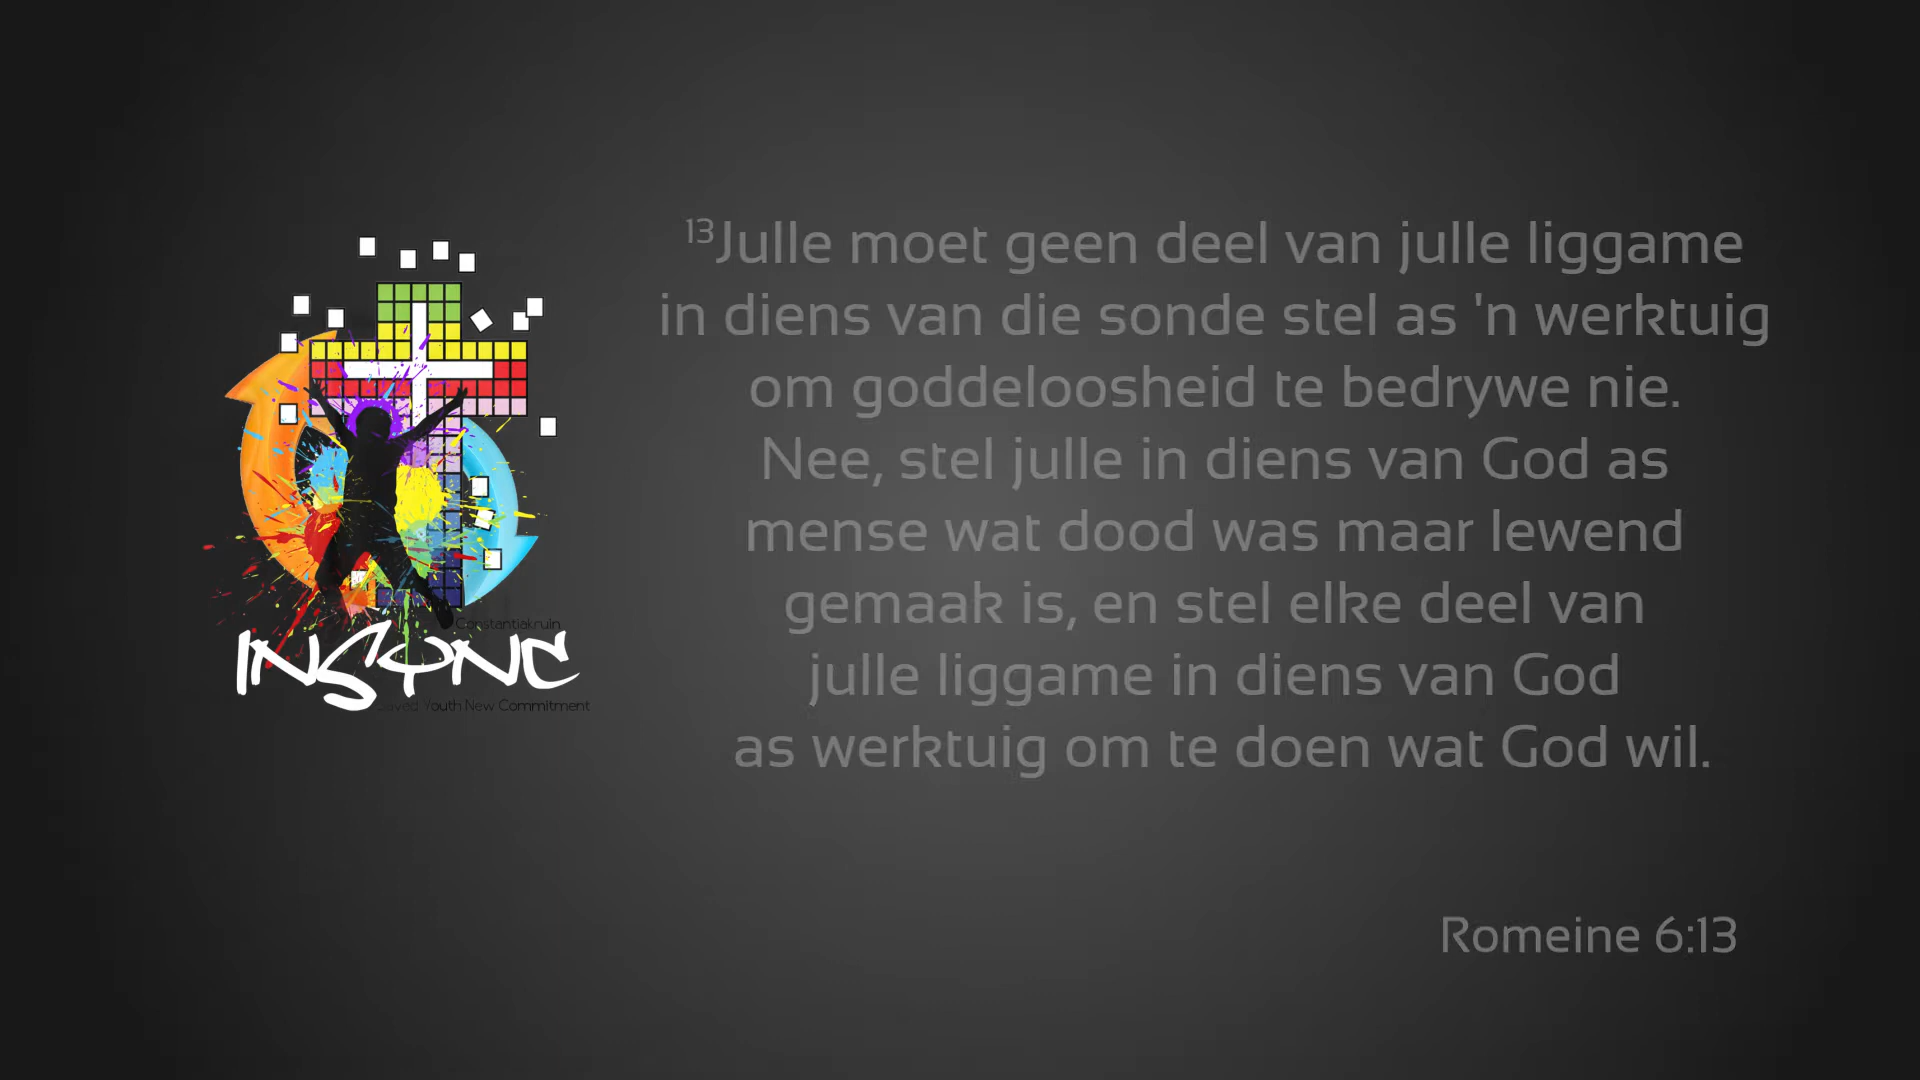 ¹³Julle moet geen deel van julle liggame
in diens van die sonde stel as 'n werktuig
om goddeloosheid te bedrywe nie.
Nee, stel julle in diens van God as
mense wat dood was maar lewend
gemaak is, en stel elke deel van
julle liggame in diens van God
as werktuig om te doen wat God wil.
Romeine 6:13
Constantiakruin
INSYNC
Saved Youth New Commitment